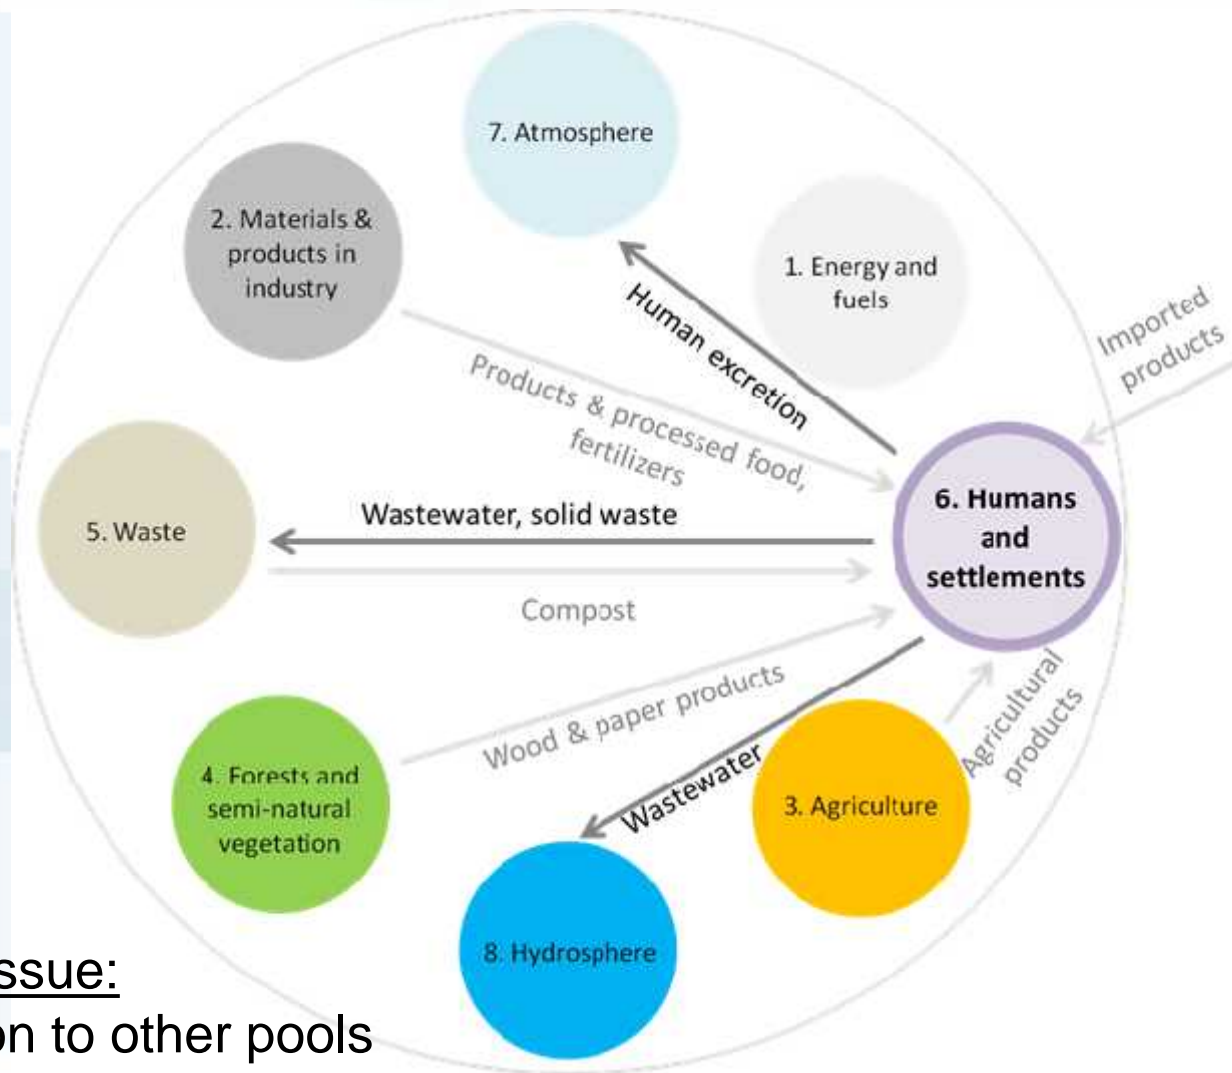 7. Atmosphere
2. Materials &
products in
industry
1. Energy and
fuels
Imported
products
Human excretion
Products & processed food,
fertilizers
6. Humans
and
settlements
Wastewater, solid waste
5. Waste
Compost
Wood & paper products
Agricultural
products
4. Forests and
semi-natural
vegetation
Wastewater
3. Agriculture
8. Hydrosphere
ssue:
on to other pools